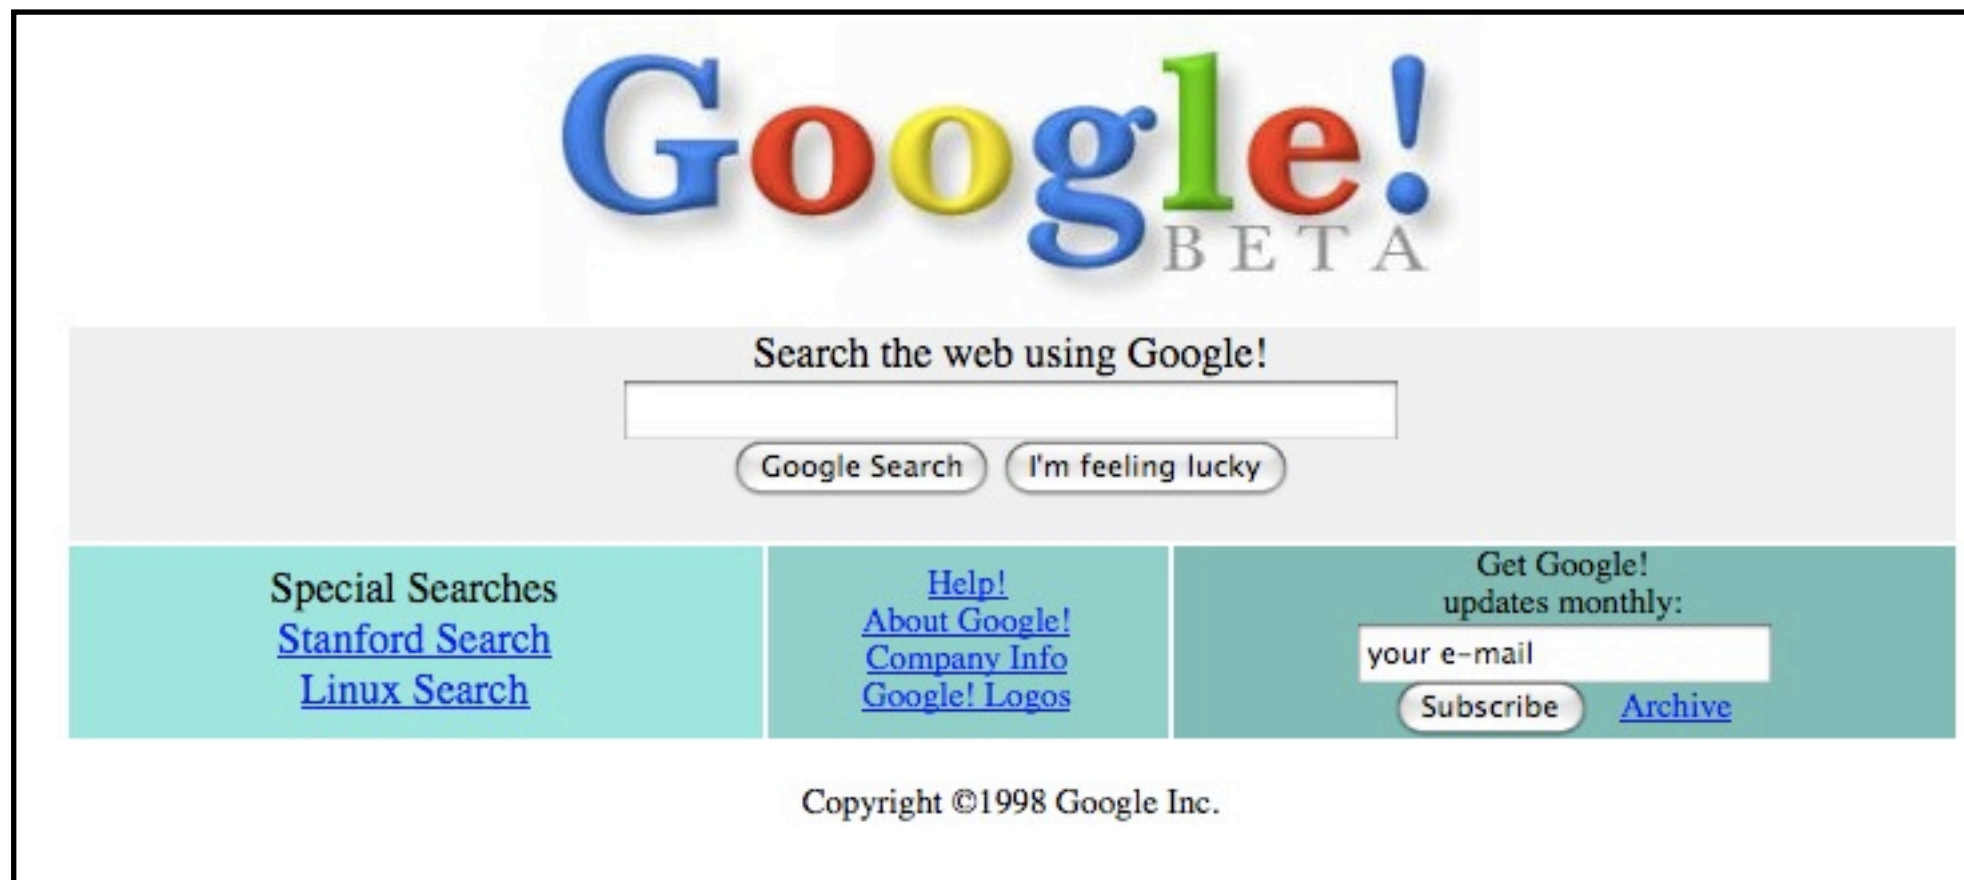 Google!
BETA
Search the web using Google!
Google Search I'm feeling lucky
Special Searches
Stanford Search
Linux Search
Help!
About Google!
Company Info
Google! Logos
Get Google!
updates monthly:
your e-mail
Subscribe Archive
Copyright ©1998 Google Inc.